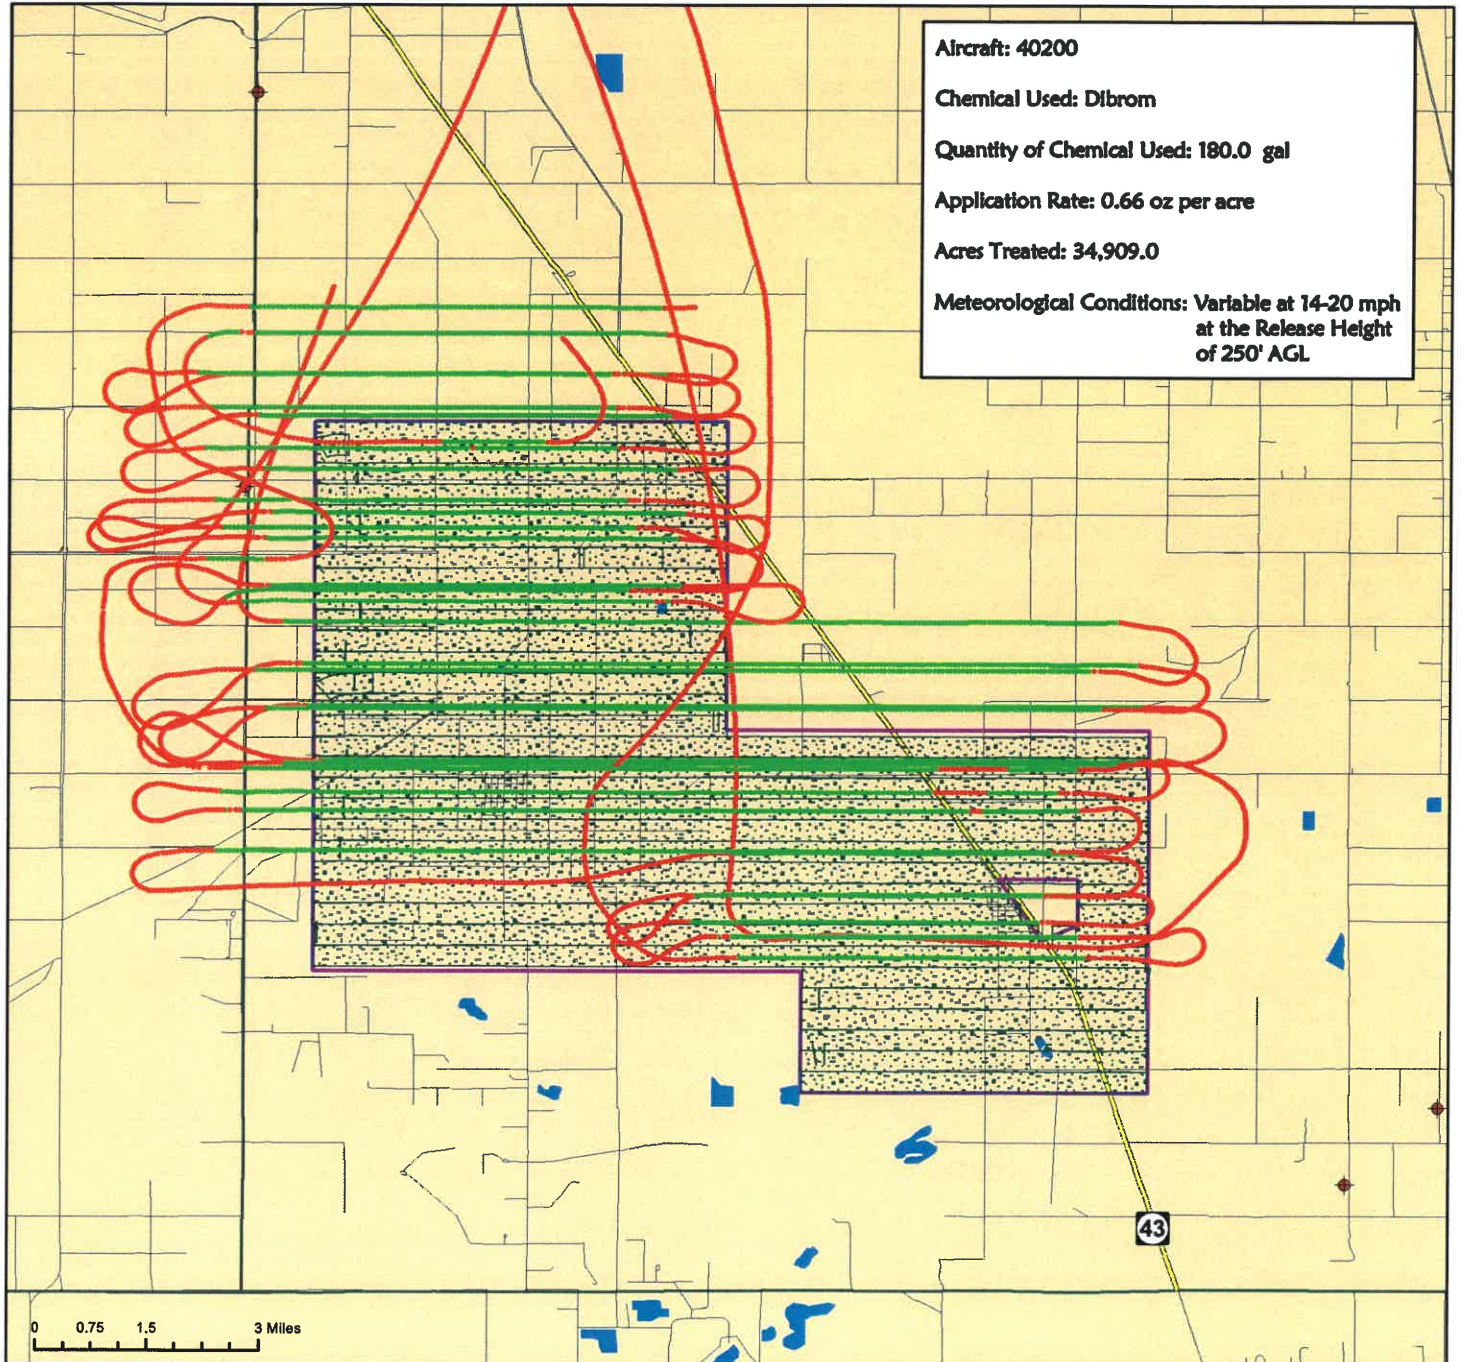 Aircraft: 40200
Chemical Used: Dibrom
Quantity of Chemical Used: 180.0 gal
Application Rate: 0.66 oz per acre
Acres Treated: 34,909.0
Meteorological Conditions: Variable at 14-20 mph
at the Release Height
of 250' AGL
43
0 0.75 1.5 3 Miles